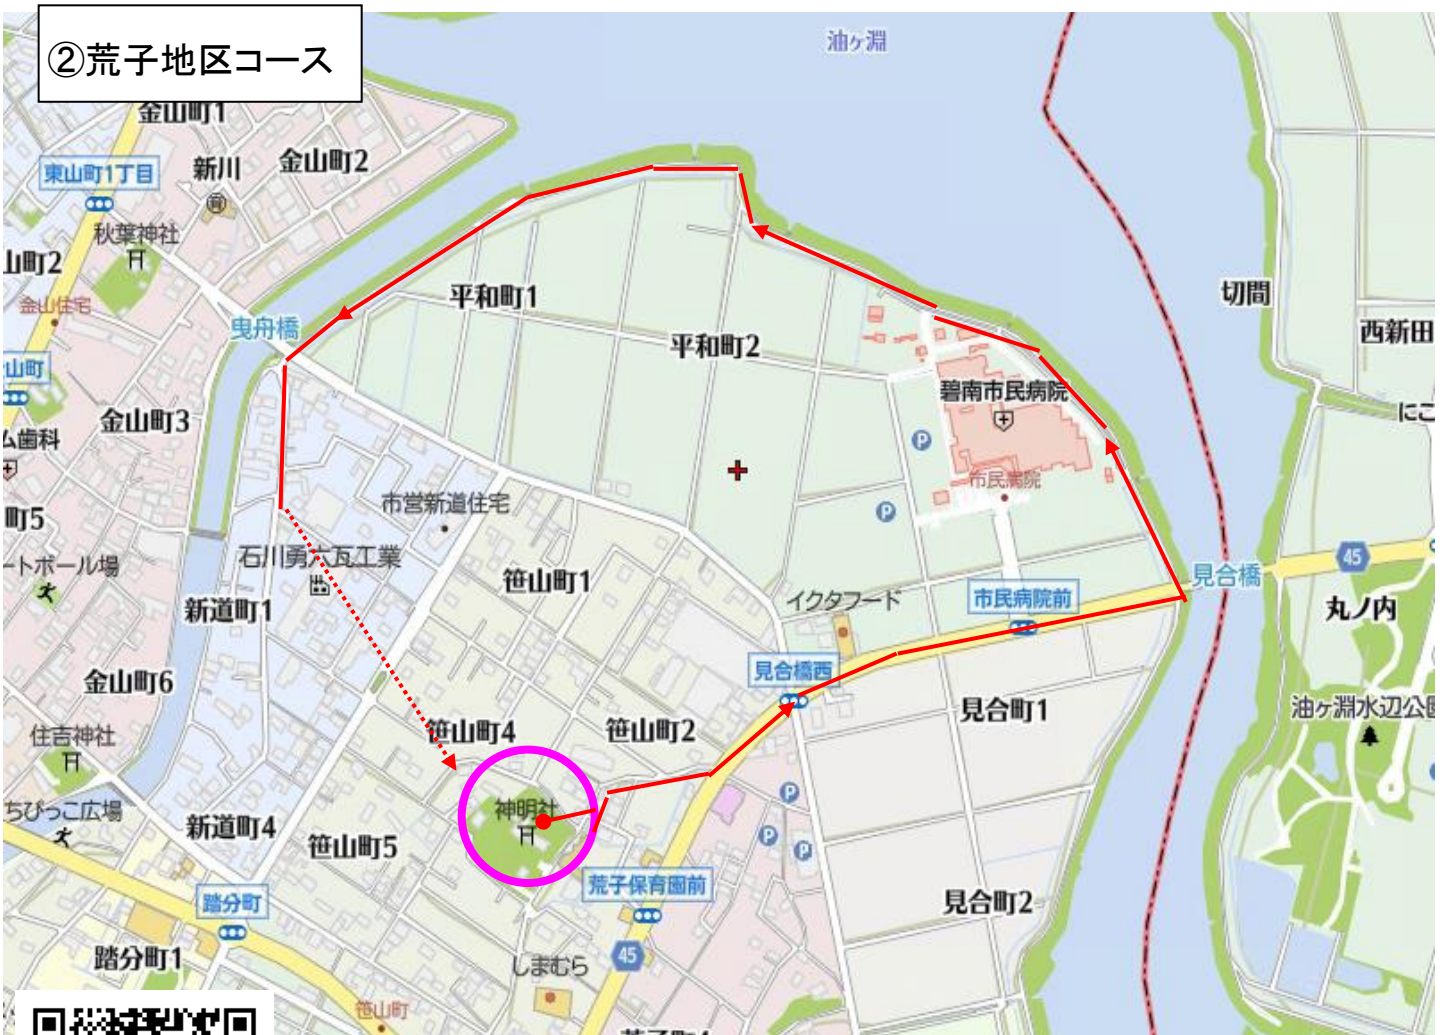 ②荒子地区コース
油ヶ淵
金山町1
金山町2
新川
東山町1丁目
秋葉神社
山町2
金山住宅
曳舟橋
平和町1
平和町2
切間
西新田
山町
金山町3
碧南市民病院
にこ
ム歯科
P
市民病院
市営新道住宅
町5
P
石川勇大瓦工業
ートボール場
笹山町1
新道町1
イクタフード
市民病院前
見合橋
45
丸ノ内
金山町6
見合橋西
見合町1
油ヶ淵水辺公園
笹山町4
笹山町2
住吉神社
ちびっこ広場
神明社
P
新道町4
笹山町5
P
P
荒子保育園前
踏分町
見合町2
踏分町1
しまむら
45
笹山町